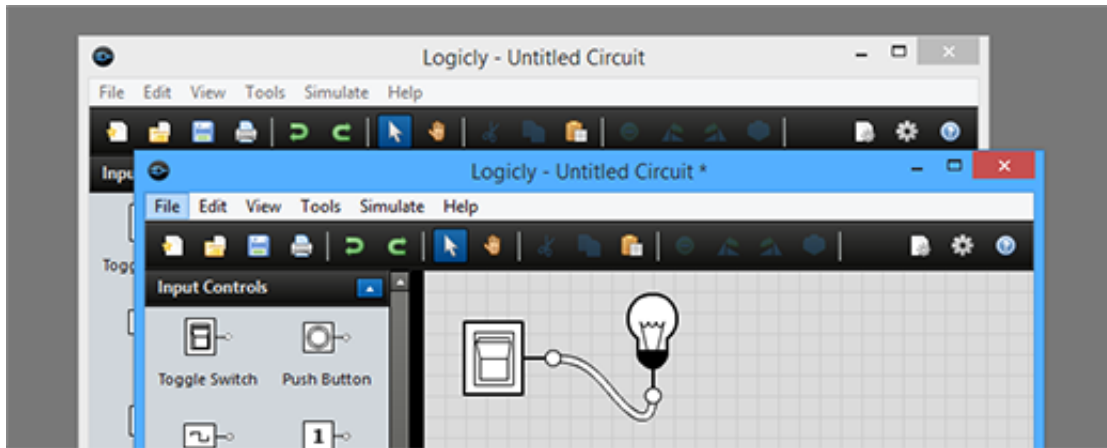 Logicly - Untitled Circuit
File Edit View Tools Simulate Help
Logicly - Untitled Circuit *
File Edit View Tools Simulate Help
Input Controls
Toggle Switch Push Button
1